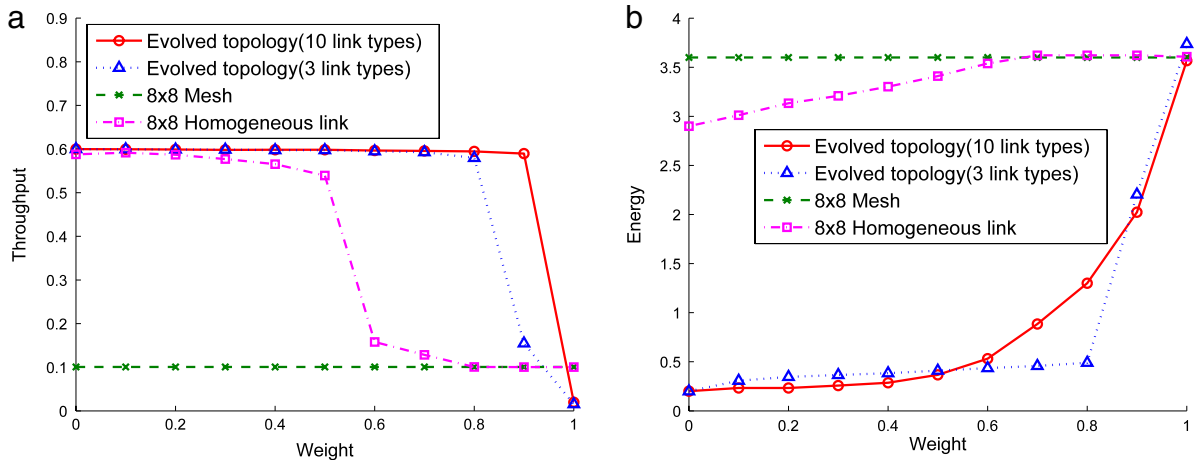 a
0.9
0.8
0.7
0.6
0.5
0.4
0.3
0.2
0.1
0
Throughput
Evolved topology(10 link types)
Evolved topology(3 link types)
8x8 Mesh
8x8 Homogeneous link
0 0.2 0.4 0.6 0.8 1
Weight
b
4
3.5
3
2.5
2
1.5
1
0.5
0
Energy
Evolved topology(10 link types)
Evolved topology(3 link types)
8x8 Mesh
8x8 Homogeneous link
0 0.2 0.4 0.6 0.8 1
Weight